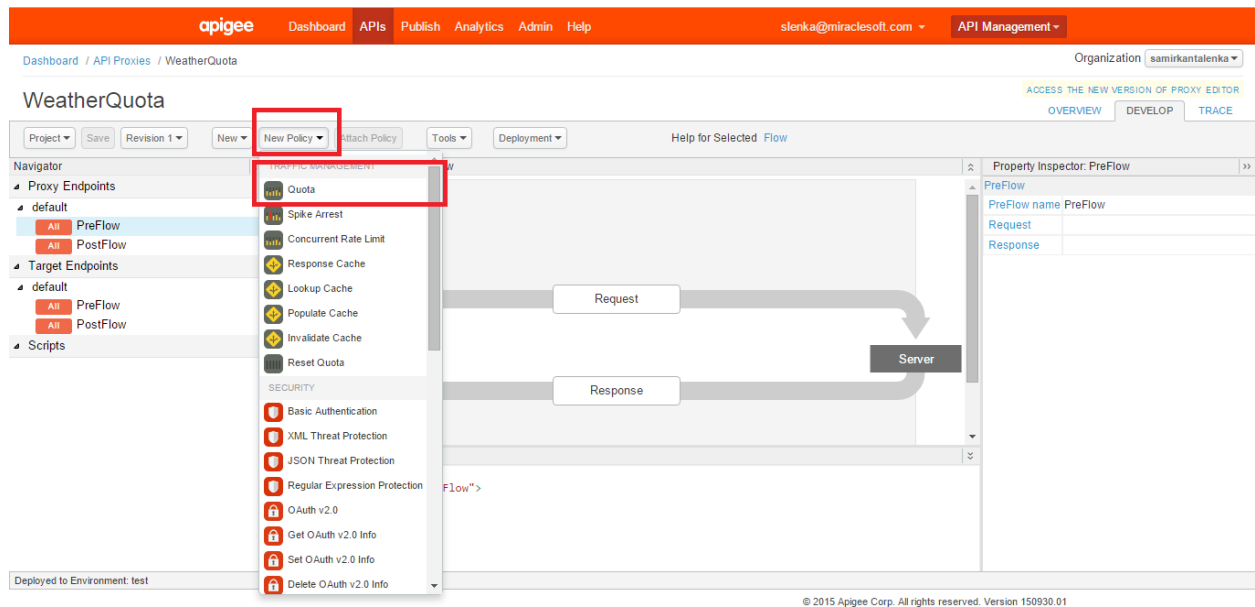 apigee Dashboard APIs Publish Analytics Admin Help slenka@miraclesoft.com API Management
Dashboard / API Proxies / WeatherQuota Organization samirkantalenka
ACCESS THE NEW VERSION OF PROXY EDITOR
WeatherQuota
OVERVIEW DEVELOP TRACE
Project Save Revision 1 New New Policy Attach Policy Tools Deployment Help for Selected Flow
Navigator
Proxy Endpoints
default
All PreFlow
All PostFlow
Target Endpoints
default
All PreFlow
All PostFlow
Scripts
TRAFFIC MANAGEMENT
Quota
Spike Arrest
Concurrent Rate Limit
Response Cache
Lookup Cache
Populate Cache
Invalidate Cache
Reset Quota
SECURITY
Basic Authentication
XML Threat Protection
JSON Threat Protection
Regular Expression Protection
OAuth v2.0
Get OAuth v2.0 Info
Set OAuth v2.0 Info
Delete OAuth v2.0 Info
w
Request
Server
Response
Flow">
Property Inspector: PreFlow
PreFlow
PreFlow name PreFlow
Request
Response
Deployed to Environment: test
© 2015 Apigee Corp. All rights reserved. Version 150930.01